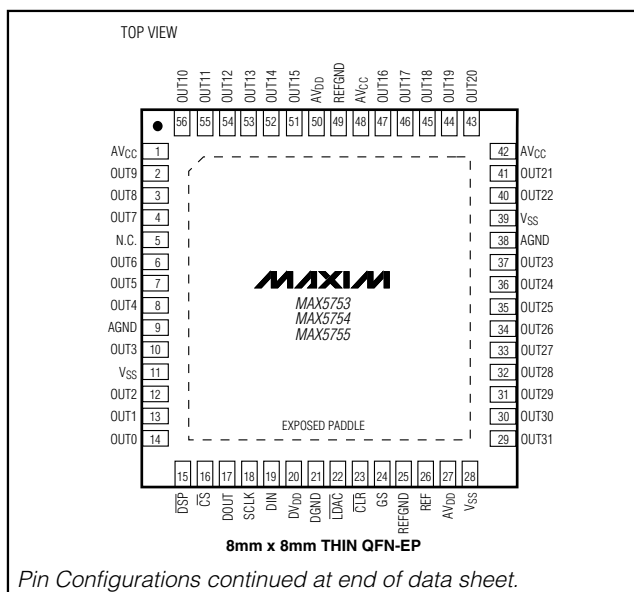 TOP VIEW
OUT10 OUT11 OUT12 OUT13 OUT14 OUT15 AVDD REFGND AVCC OUT16 OUT17 OUT18 OUT19 OUT20
56 55 54 53 52 51 50 49 48 47 46 45 44 43
AVCC 1 42 AVCC
OUT9 2 41 OUT21
OUT8 3 40 OUT22
OUT7 4 39 VSS
N.C. 5 38 AGND
OUT6 6 37 OUT23
OUT5 7 36 OUT24
OUT4 8 35 OUT25
AGND 9 34 OUT26
OUT3 10 33 OUT27
VSS 11 32 OUT28
OUT2 12 31 OUT29
OUT1 13 30 OUT30
OUT0 14 29 OUT31
MAXIM
MAX5753
MAX5754
MAX5755
EXPOSED PADDLE
15 16 17 18 19 20 21 22 23 24 25 26 27 28
DSP CS DOUT SCLK DIN DVDD DGND LDAC CLR GS REFGND REF AVDD VSS
8mm x 8mm THIN QFN-EP
Pin Configurations continued at end of data sheet.